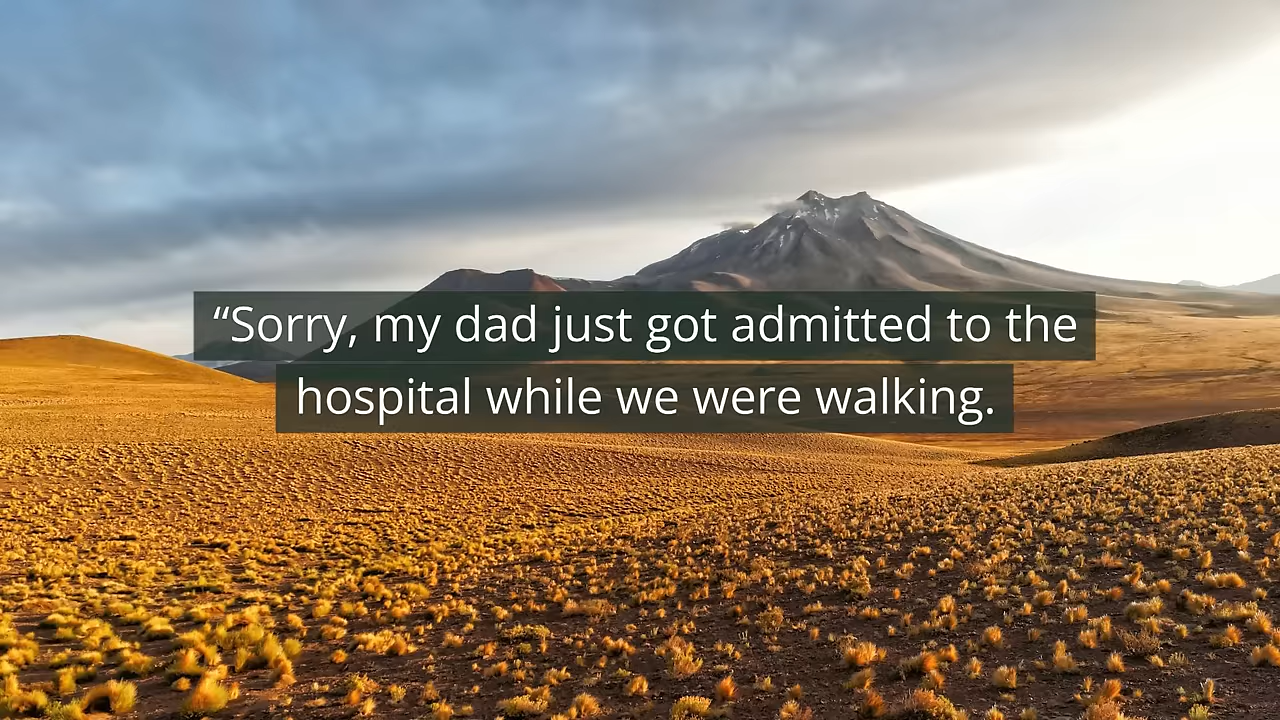 “Sorry, my dad just got admitted to the
hospital while we were walking.